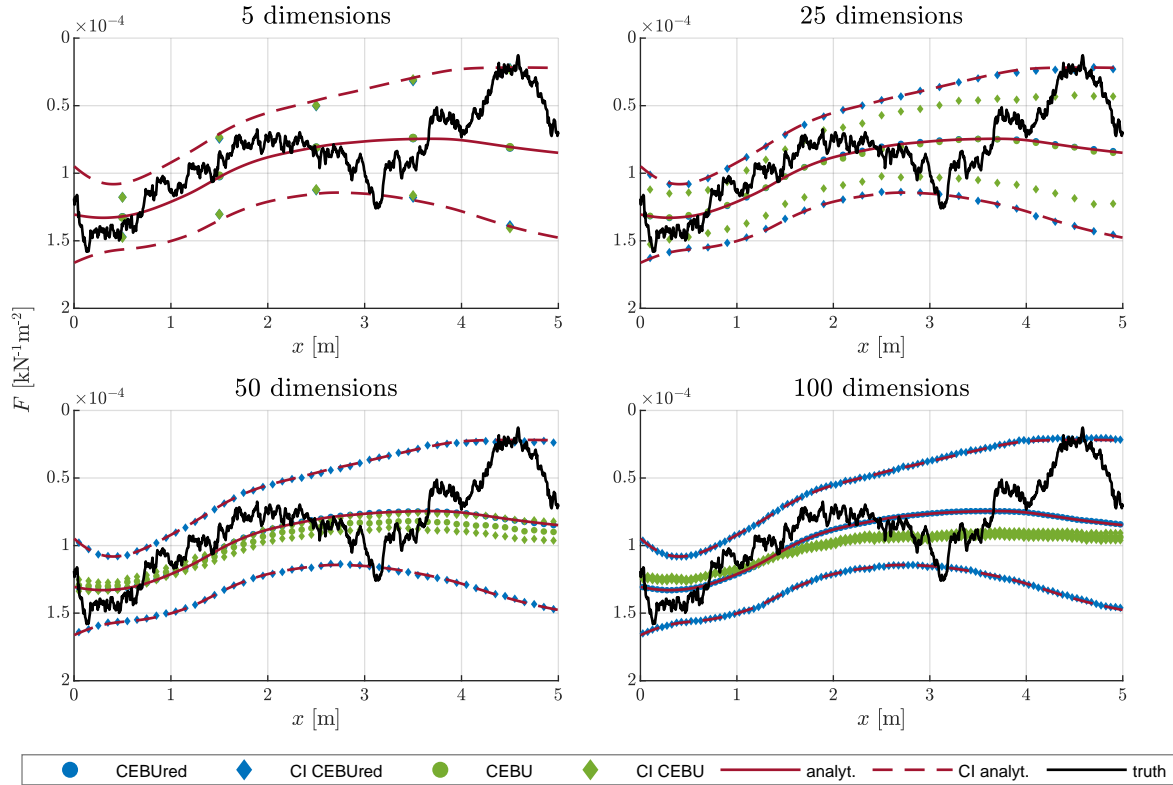 5 dimensions
25 dimensions
×10⁻⁴
×10⁻⁴
0
0.5
1
1.5
2
0 1 2 3 4 5
x [m]
0
0.5
1
1.5
2
0 1 2 3 4 5
x [m]
F [kN⁻¹m⁻²]
50 dimensions
100 dimensions
×10⁻⁴
×10⁻⁴
0
0.5
1
1.5
2
0 1 2 3 4 5
x [m]
0
0.5
1
1.5
2
0 1 2 3 4 5
x [m]
CEBUred CI CEBUred CEBU CI CEBU analyt. CI analyt. truth